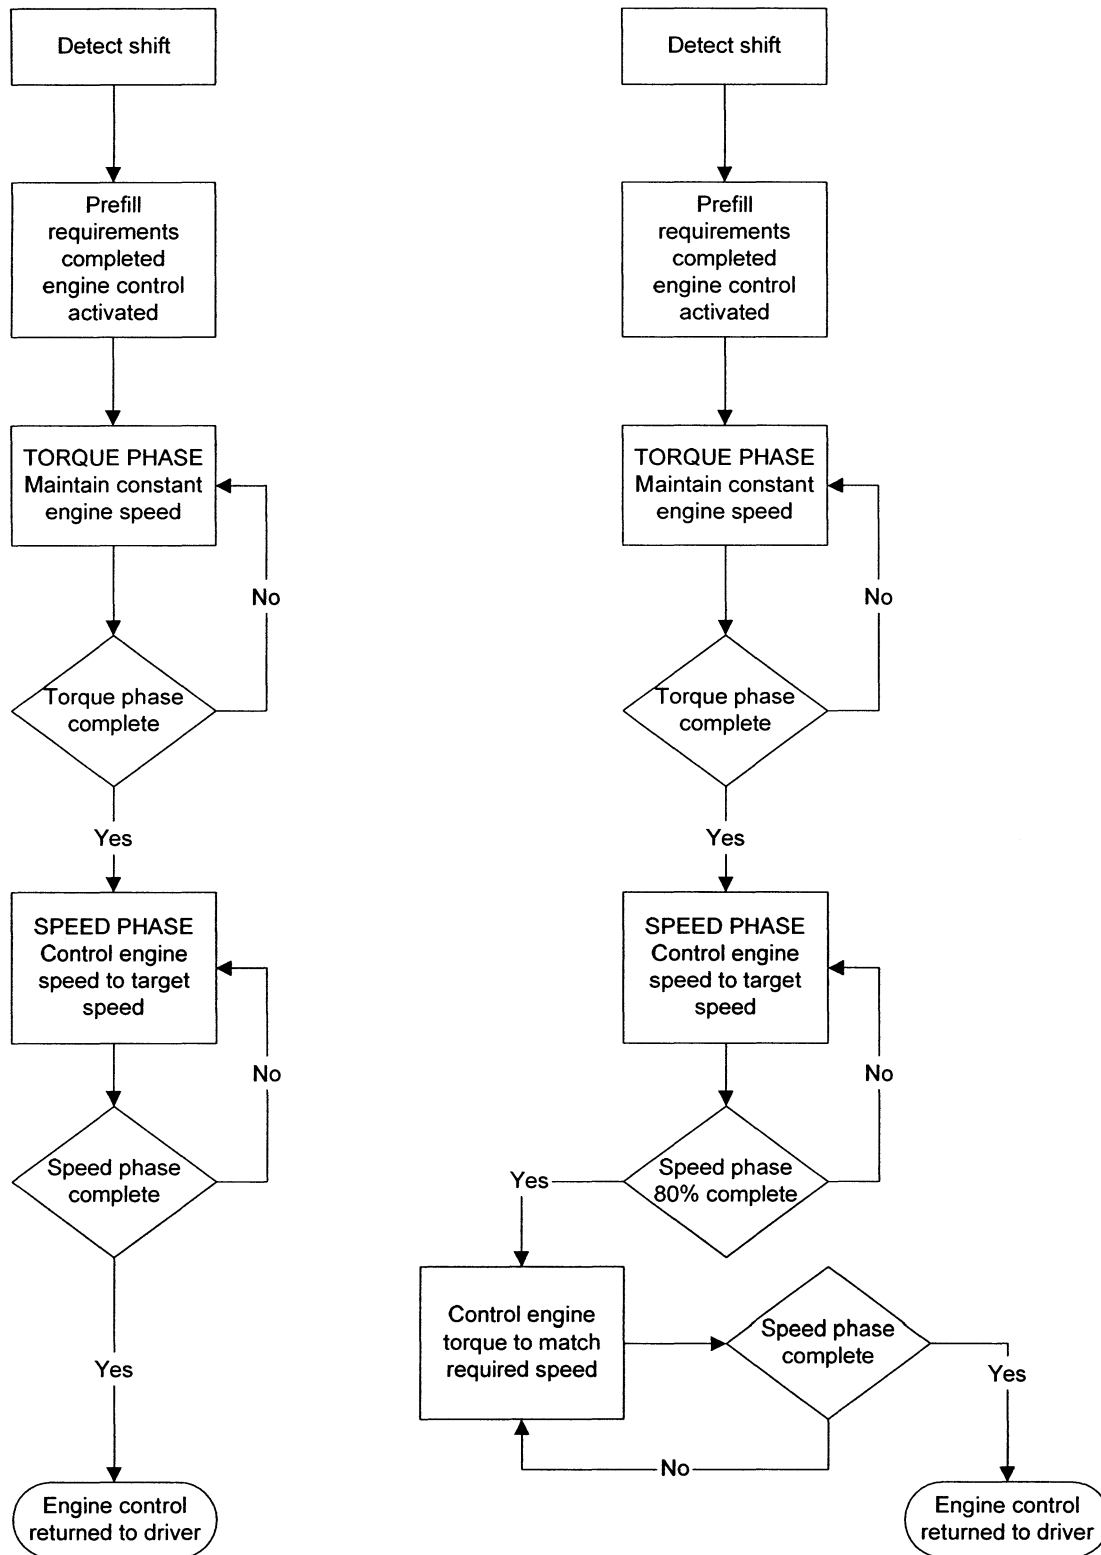 Detect shift
Prefill
requirements
completed
engine control
activated
TORQUE PHASE
Maintain constant
engine speed
No
Torque phase
complete
Yes
SPEED PHASE
Control engine
speed to target
speed
No
Speed phase
complete
Yes
Engine control
returned to driver
Detect shift
Prefill
requirements
completed
engine control
activated
TORQUE PHASE
Maintain constant
engine speed
No
Torque phase
complete
Yes
SPEED PHASE
Control engine
speed to target
speed
No
Speed phase
80% complete
Yes
Control engine
torque to match
required speed
Speed phase
complete
Yes
No
Engine control
returned to driver